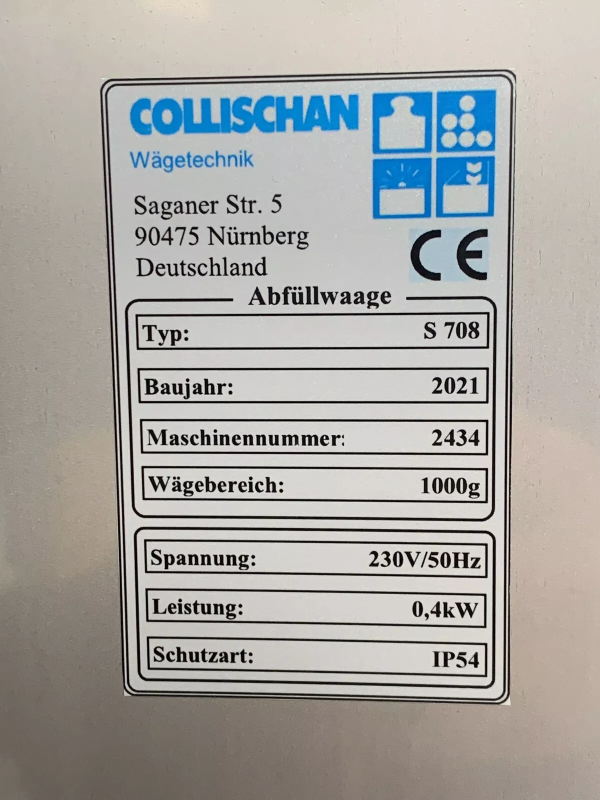 COLLISCHAN
Wägetechnik
Saganer Str. 5
90475 Nürnberg
Deutschland
CE
Abfüllwaage
Typ: S 708
Baujahr: 2021
Maschinennummer: 2434
Wägebereich: 1000g
Spannung: 230V/50Hz
Leistung: 0,4kW
Schutzart: IP54